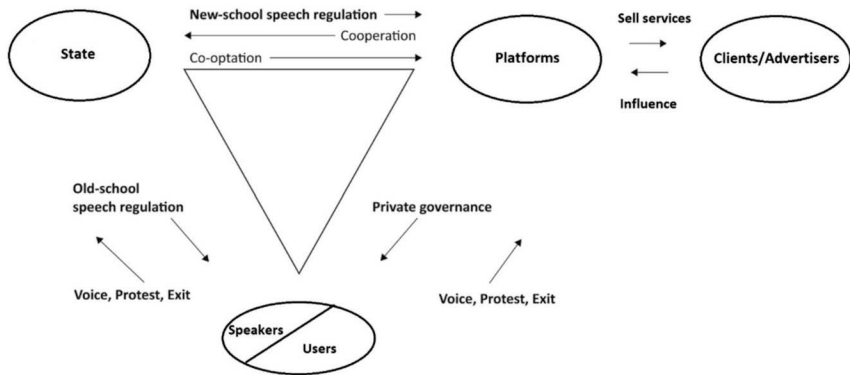 New-school speech regulation
Cooperation
Co-optation
State
Platforms
Sell services
Influence
Clients/Advertisers
Old-school
speech regulation
Private governance
Voice, Protest, Exit
Voice, Protest, Exit
Speakers
Users